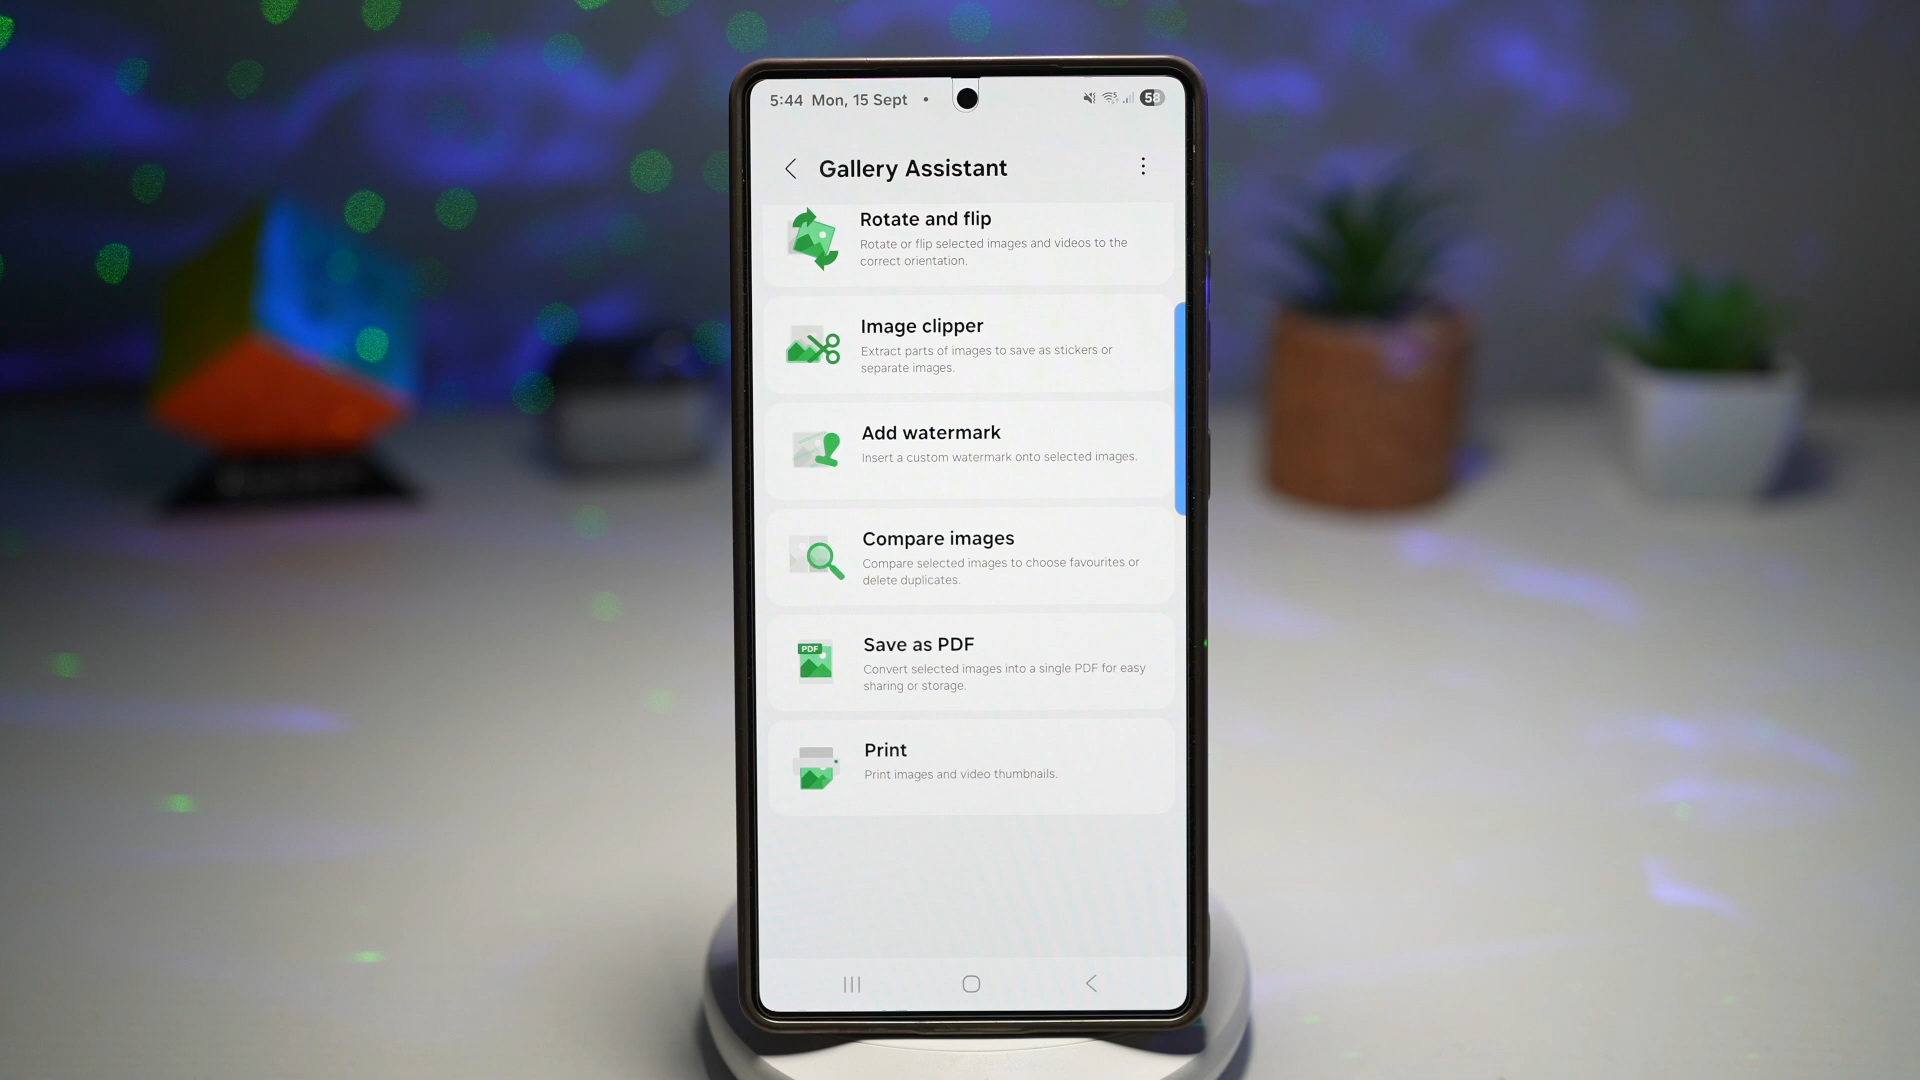 5:44 Mon, 15 Sept •
58
Gallery Assistant
Rotate and flip
Rotate or flip selected images and videos to the
correct orientation.
Image clipper
Extract parts of images to save as stickers or
separate images.
Add watermark
Insert a custom watermark onto selected images.
Compare images
Compare selected images to choose favourites or
delete duplicates.
PDF
Save as PDF
Convert selected images into a single PDF for easy
sharing or storage.
Print
Print images and video thumbnails.